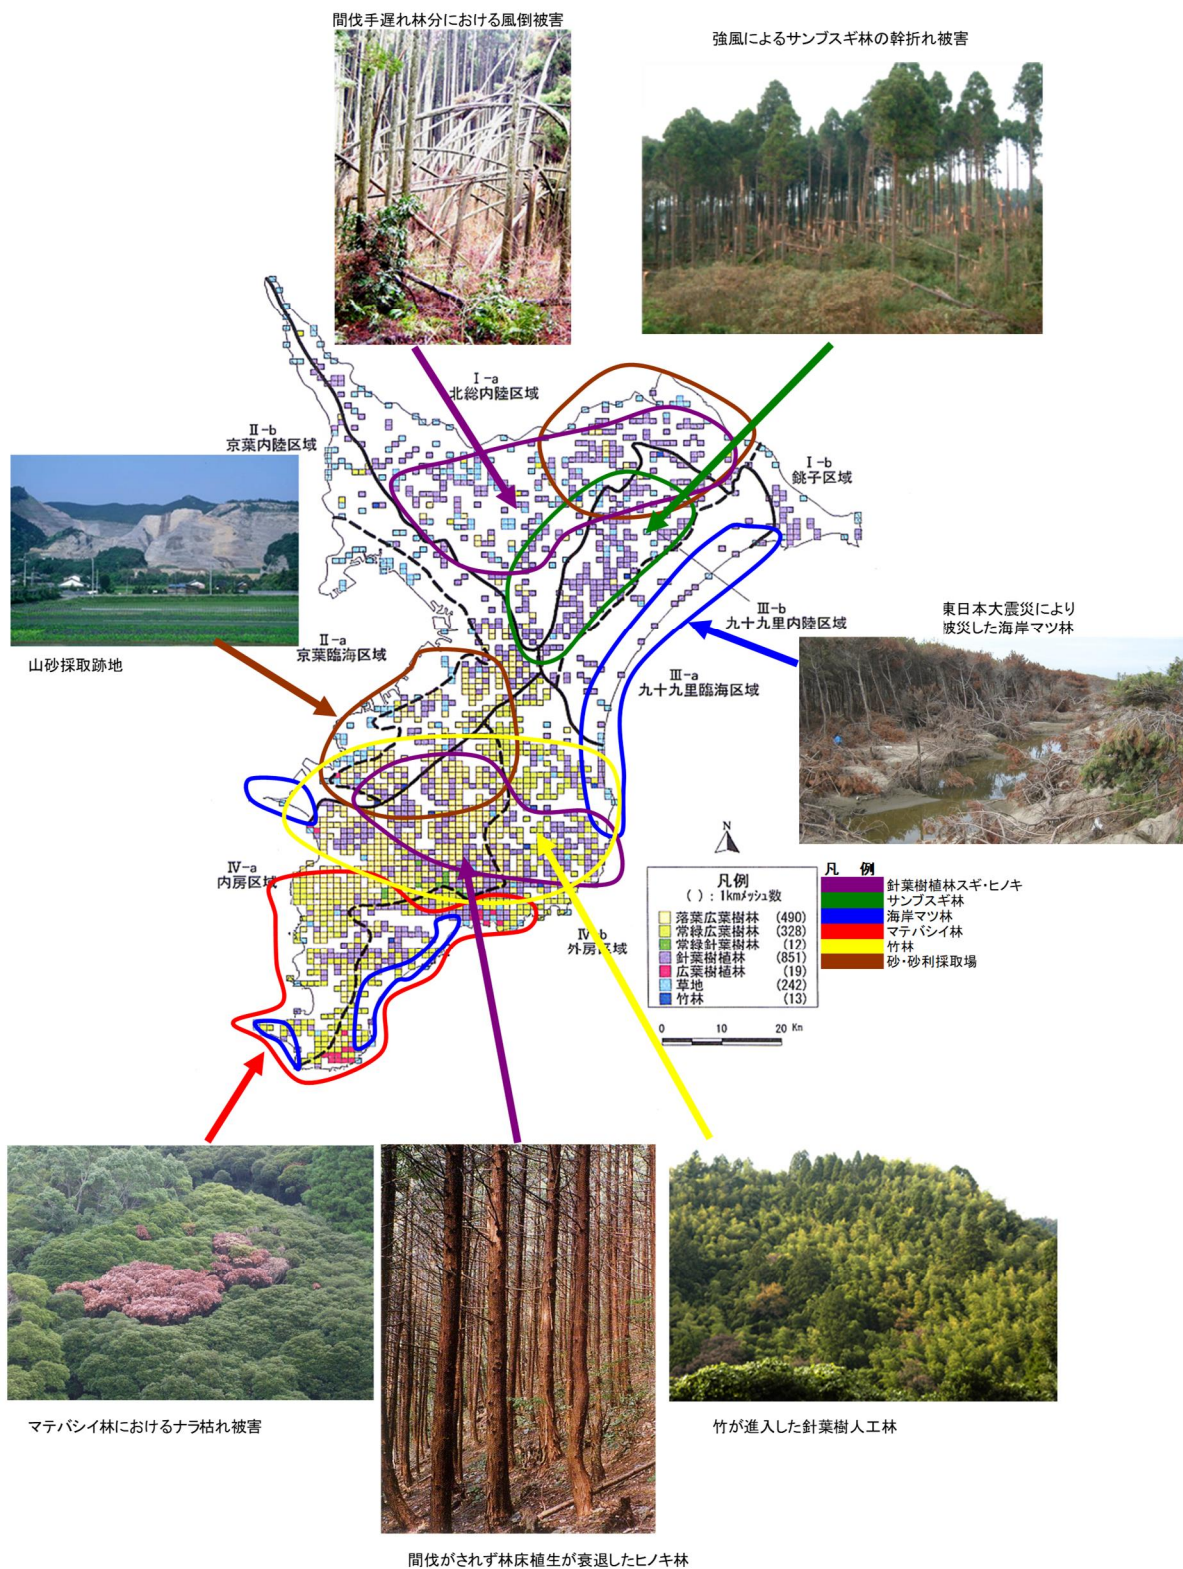 間伐手遅れ林分における風倒被害
強風によるサンブスギ林の幹折れ被害
Ⅰ-a
北総内陸区域
Ⅱ-b
京葉内陸区域
Ⅰ-b
銚子区域
山砂採取跡地
Ⅱ-a
京葉臨海区域
Ⅲ-b
九十九里内陸区域
Ⅲ-a
九十九里臨海区域
東日本大震災により
被災した海岸マツ林
Ⅳ-a
内房区域
Ⅳ-b
外房区域
N
凡例
( ) : 1kmメッシュ数
落葉広葉樹林 (490)
常緑広葉樹林 (328)
常緑針葉樹林 (12)
針葉樹植林 (851)
広葉樹植林 (19)
草地 (242)
竹林 (13)
0 10 20 Km
凡 例
針葉樹植林スギ・ヒノキ
サンブスギ林
海岸マツ林
マテバシイ林
竹林
砂・砂利採取場
マテバシイ林におけるナラ枯れ被害
竹が進入した針葉樹人工林
間伐がされず林床植生が衰退したヒノキ林